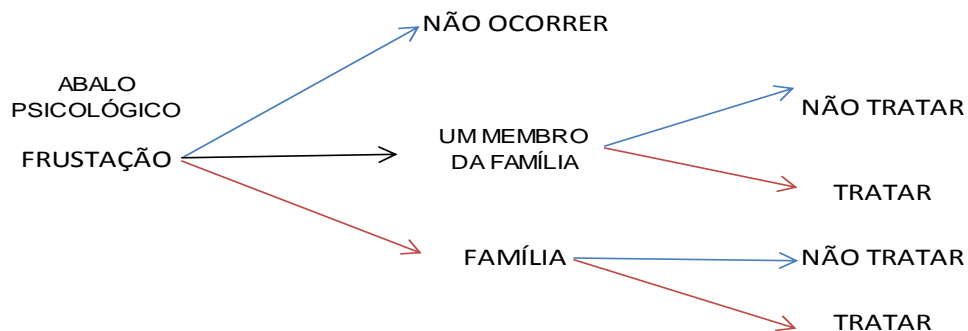 NÃO OCORRER
ABALO
PSICOLÓGICO
FRUSTAÇÃO
UM MEMBRO
DA FAMÍLIA
NÃO TRATAR
TRATAR
FAMÍLIA
NÃO TRATAR
TRATAR